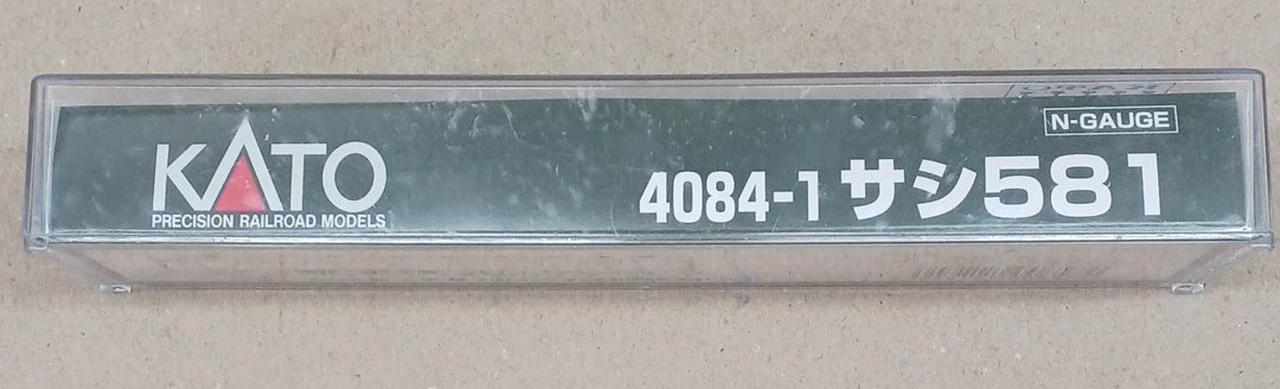 N-GAUGE
KATO
PRECISION RAILROAD MODELS
4084-1 サシ581